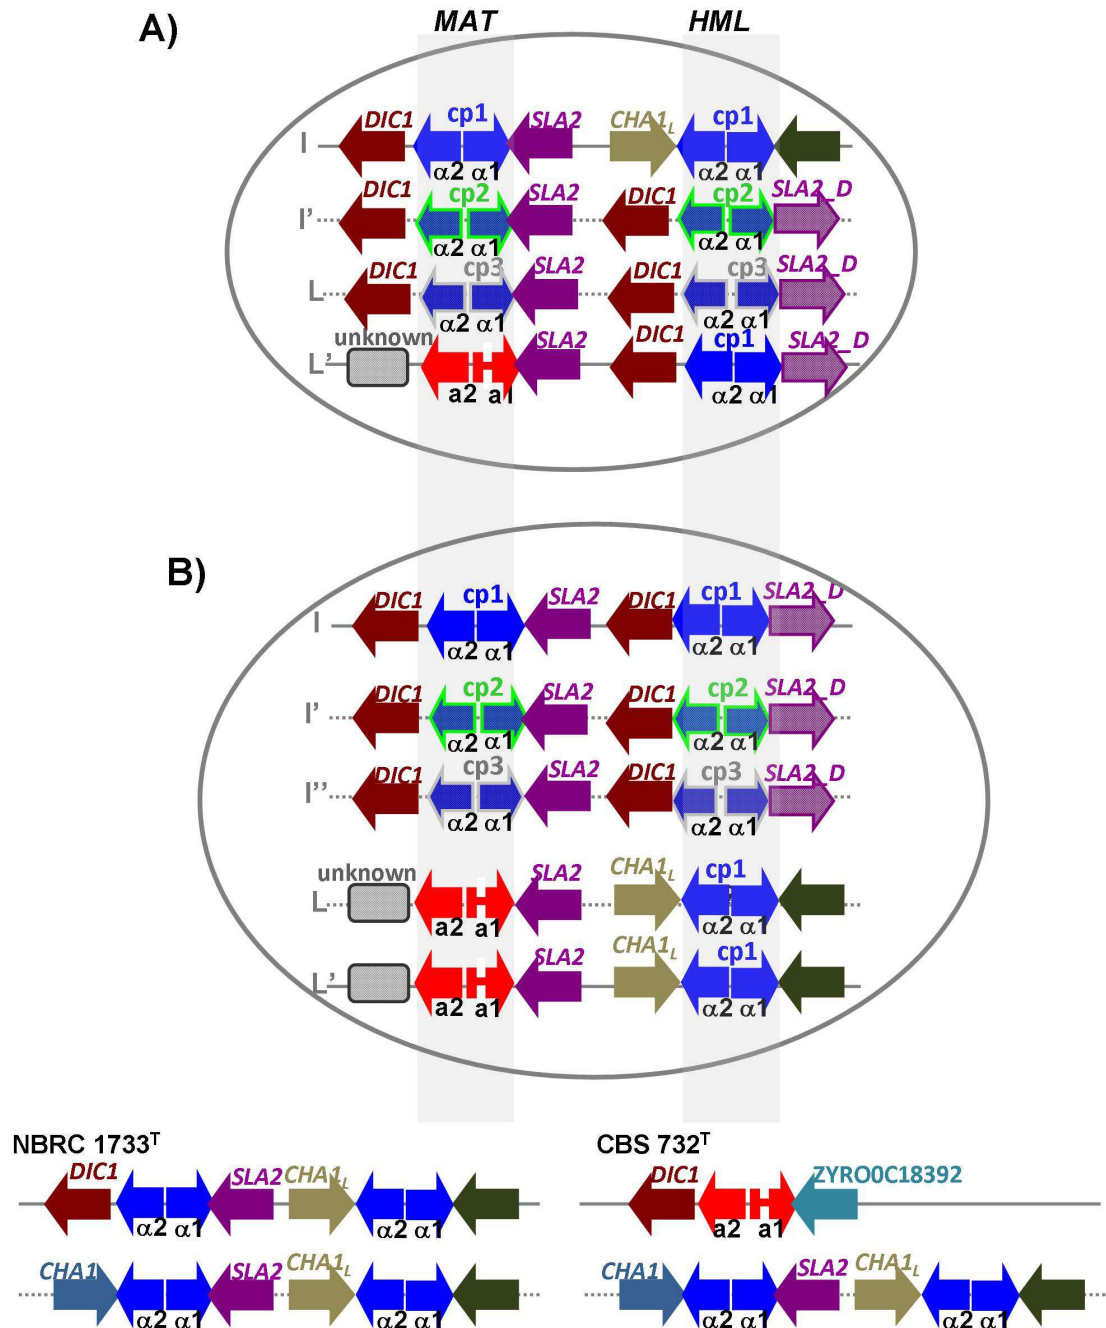 A)
MAT HML
DIC1 cp1 SLA2 CHA1L cp1
I
α2 α1 α2 α1
DIC1 cp2 SLA2 DIC1 cp2 SLA2_D
I'
α2 α1 α2 α1
DIC1 cp3 SLA2 DIC1 cp3 SLA2_D
L
α2 α1 α2 α1
unknown SLA2 DIC1 cp1 SLA2_D
L'
a2 a1 α2 α1
B)
DIC1 cp1 SLA2 DIC1 cp1 SLA2_D
I
α2 α1 α2 α1
DIC1 cp2 SLA2 DIC1 cp2 SLA2_D
I'
α2 α1 α2 α1
DIC1 cp3 SLA2 DIC1 cp3 SLA2_D
I''
α2 α1 α2 α1
unknown SLA2 CHA1L cp1
L
a2 a1 α2 α1
SLA2 CHA1L cp1
L'
a2 a1 α2 α1
NBRC 1733T CBS 732T
DIC1 SLA2 CHA1L DIC1 ZYRO0C18392
α2 α1 α2 α1 a2 a1
CHA1 SLA2 CHA1L CHA1 SLA2 CHA1L
α2 α1 α2 α1 α2 α1 α2 α1